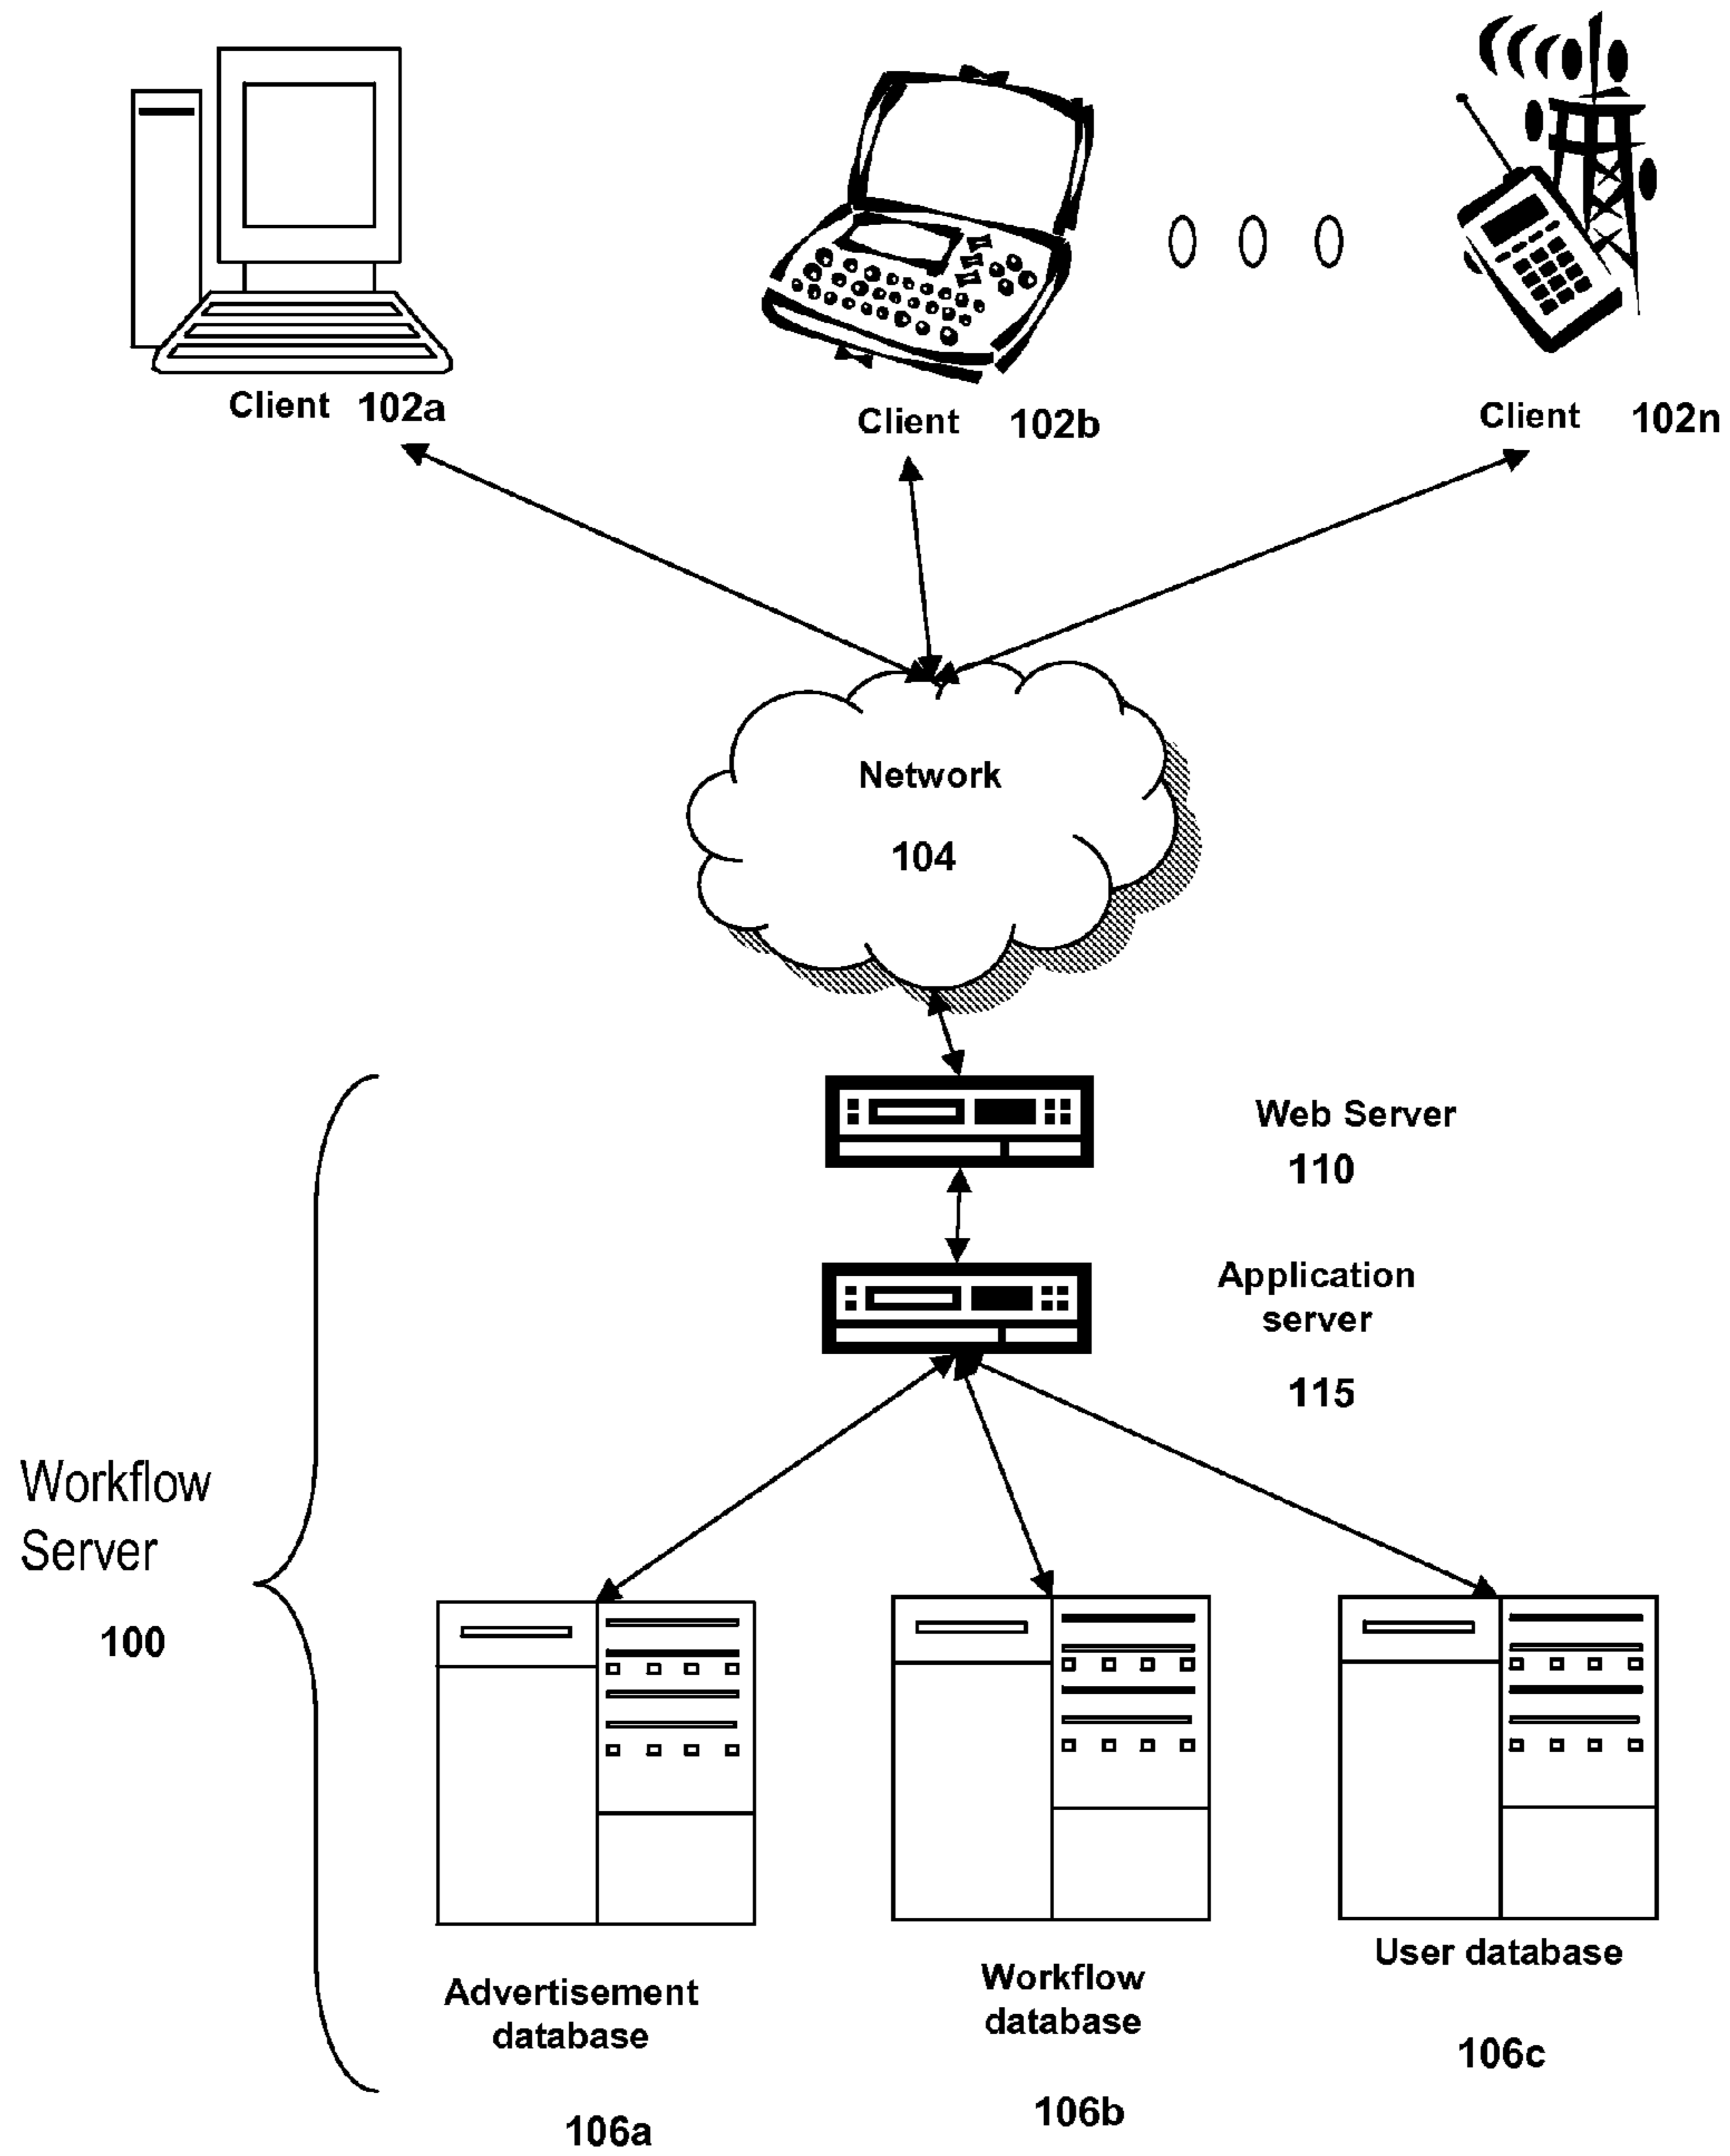 Client 102a
Client 102b
Client 102n
Network
104
Web Server
110
Application
server
115
Workflow
Server
100
Advertisement
database
106a
Workflow
database
106b
User database
106c